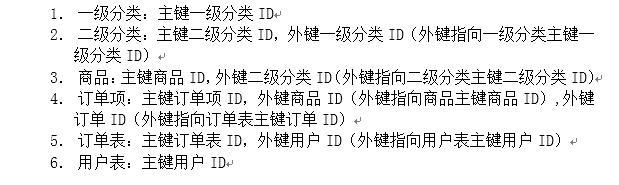 1. 一级分类：主键一级分类 ID
2. 二级分类：主键二级分类 ID，外键一级分类 ID（外键指向一级分类主键一
级分类 ID）
3. 商品：主键商品 ID，外键二级分类 ID（外键指向二级分类主键二级分类 ID）
4. 订单项：主键订单项 ID，外键商品 ID（外键指向商品主键商品 ID）,外键
订单 ID（外键指向订单表主键订单 ID）
5. 订单表：主键订单表 ID，外键用户 ID（外键指向用户表主键用户 ID）
6. 用户表：主键用户 ID